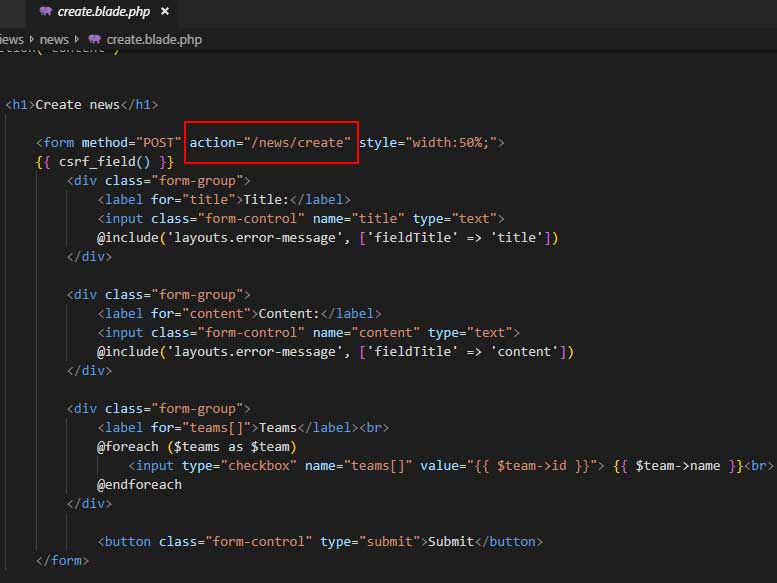 create.blade.php ×
iews › news › create.blade.php
<h1>Create news</h1>
<form method="POST" action="/news/create" style="width:50%;">
{{ csrf_field() }}
<div class="form-group">
<label for="title">Title:</label>
<input class="form-control" name="title" type="text">
@include('layouts.error-message', ['fieldTitle' => 'title'])
</div>
<div class="form-group">
<label for="content">Content:</label>
<input class="form-control" name="content" type="text">
@include('layouts.error-message', ['fieldTitle' => 'content'])
</div>
<div class="form-group">
<label for="teams[]">Teams</label><br>
@foreach ($teams as $team)
<input type="checkbox" name="teams[]" value="{{ $team->id }}"> {{ $team->name }}<br>
@endforeach
</div>
<button class="form-control" type="submit">Submit</button>
</form>